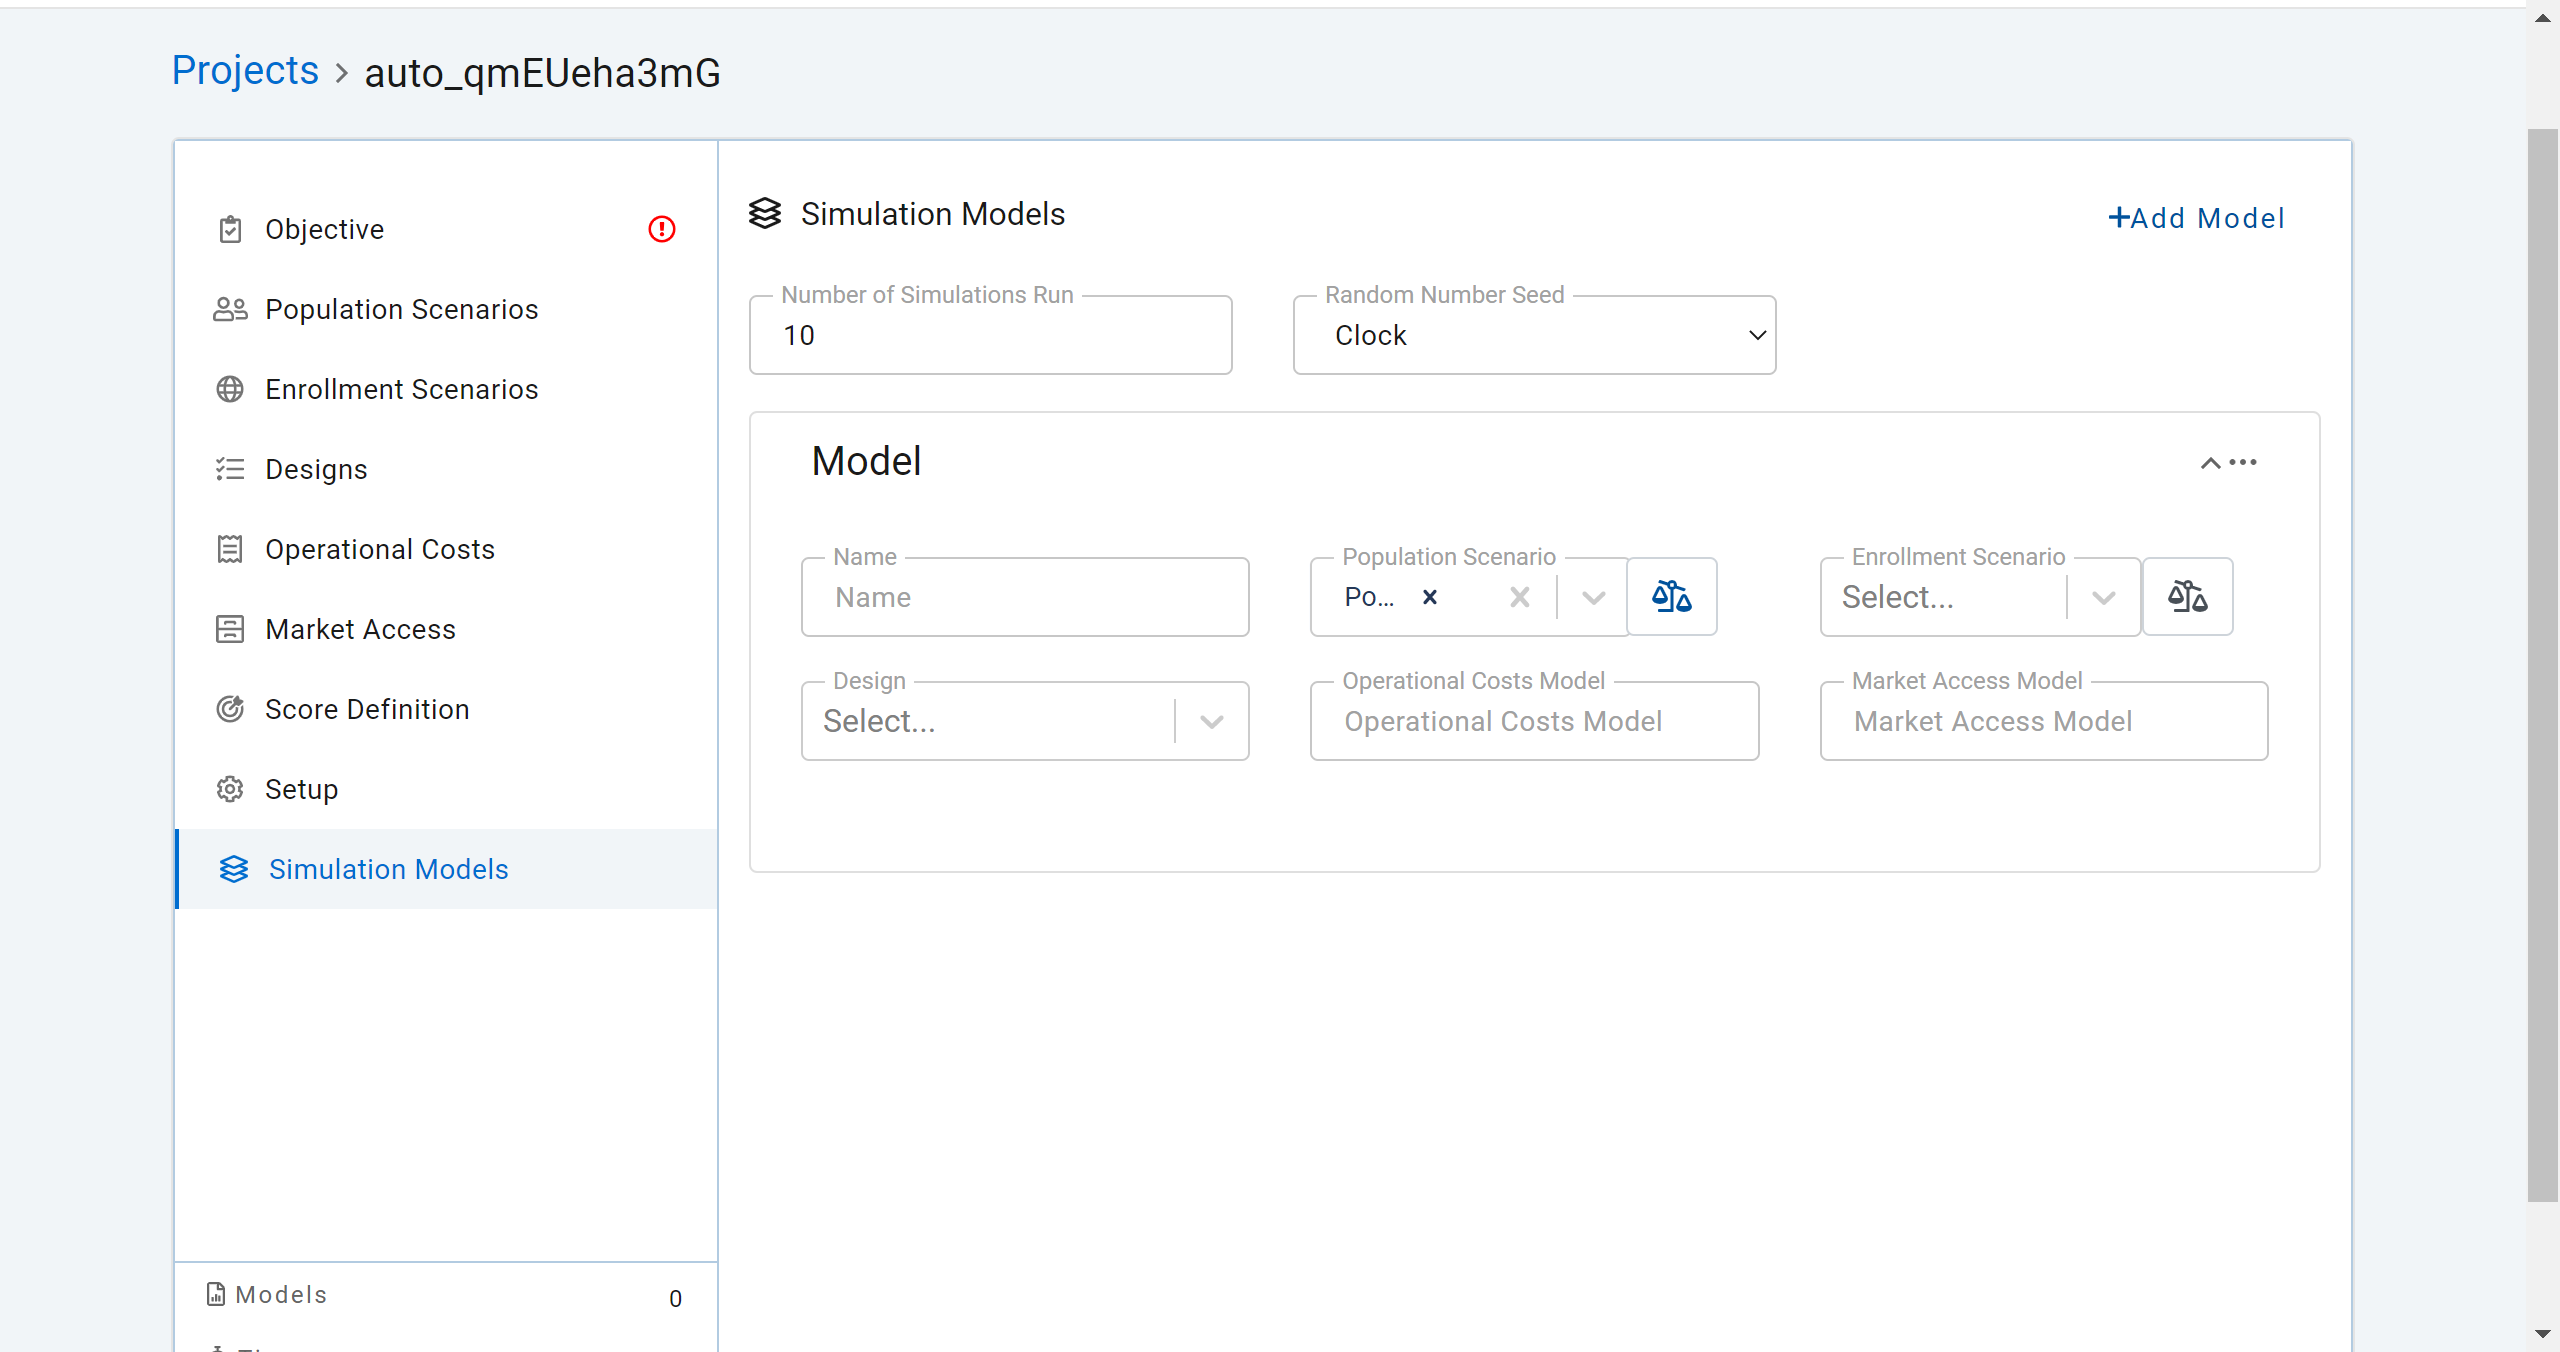 Projects > auto_qmEUeha3mG
Objective
Population Scenarios
Enrollment Scenarios
Designs
Operational Costs
Market Access
Score Definition
Setup
Simulation Models
Models 0
Simulation Models
+Add Model
Number of Simulations Run
10
Random Number Seed
Clock
Model
Name
Name
Population Scenario
Po...
Enrollment Scenario
Select...
Design
Select...
Operational Costs Model
Operational Costs Model
Market Access Model
Market Access Model